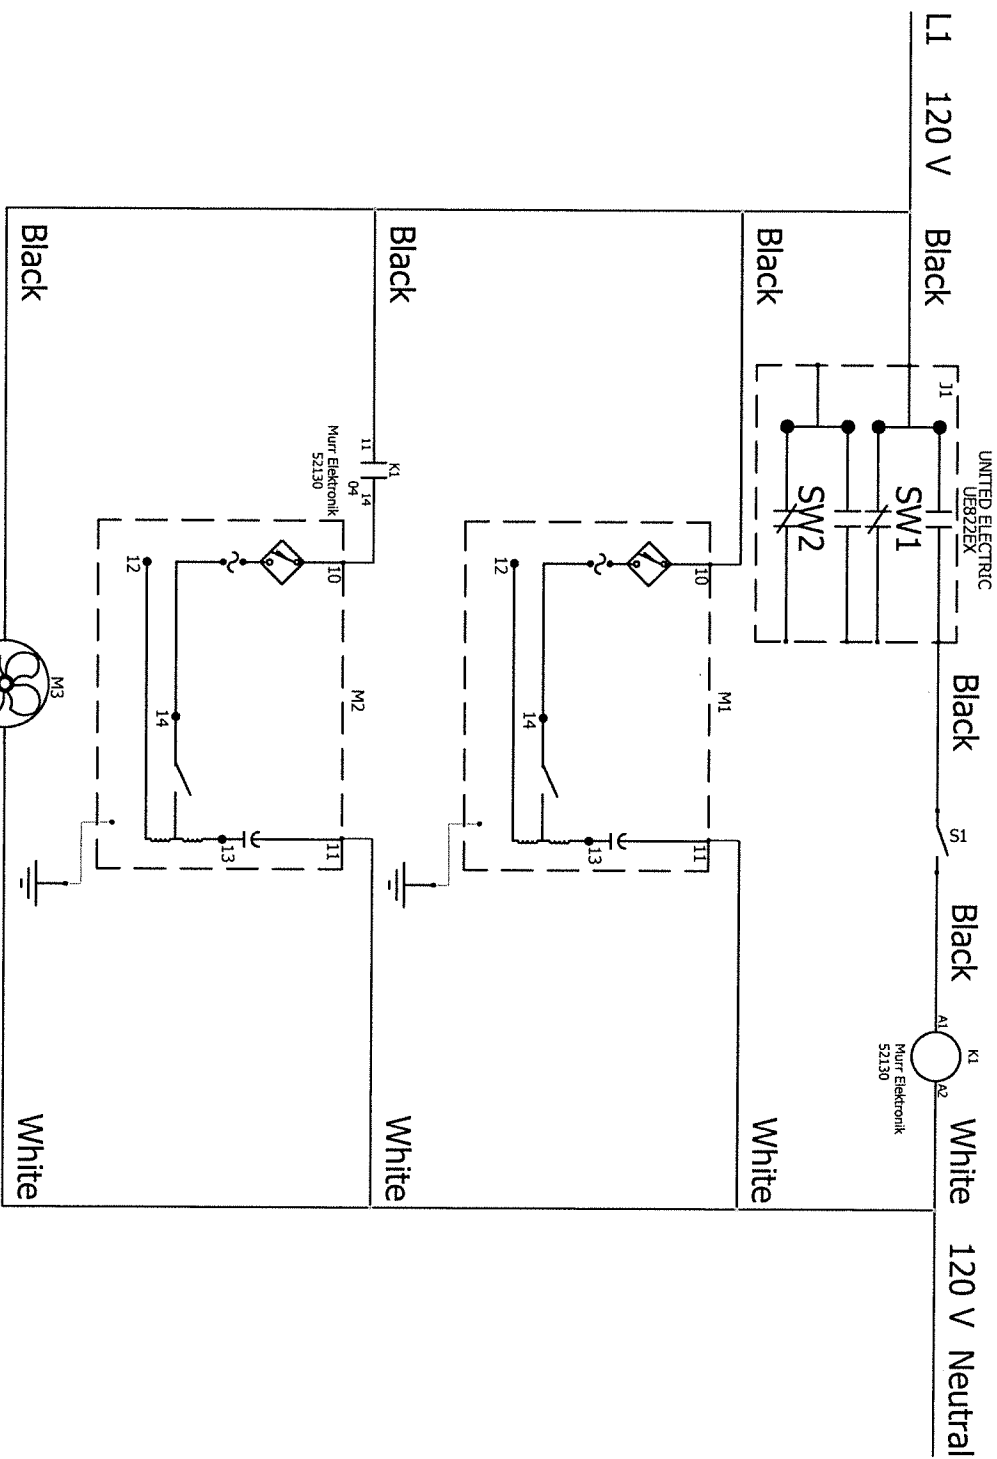 L1 120 V Black
UNITED ELECTRIC
UE822EX
J1
SW1
SW2
Black
S1
Black
A1
K1
A2
Murr Elektronik
52130
White
120 V Neutral
Black
M1
10
12
14
13
11
White
Black
11
K1
14
04
Murr Elektronik
52130
M2
10
12
14
13
11
White
Black
M3
White